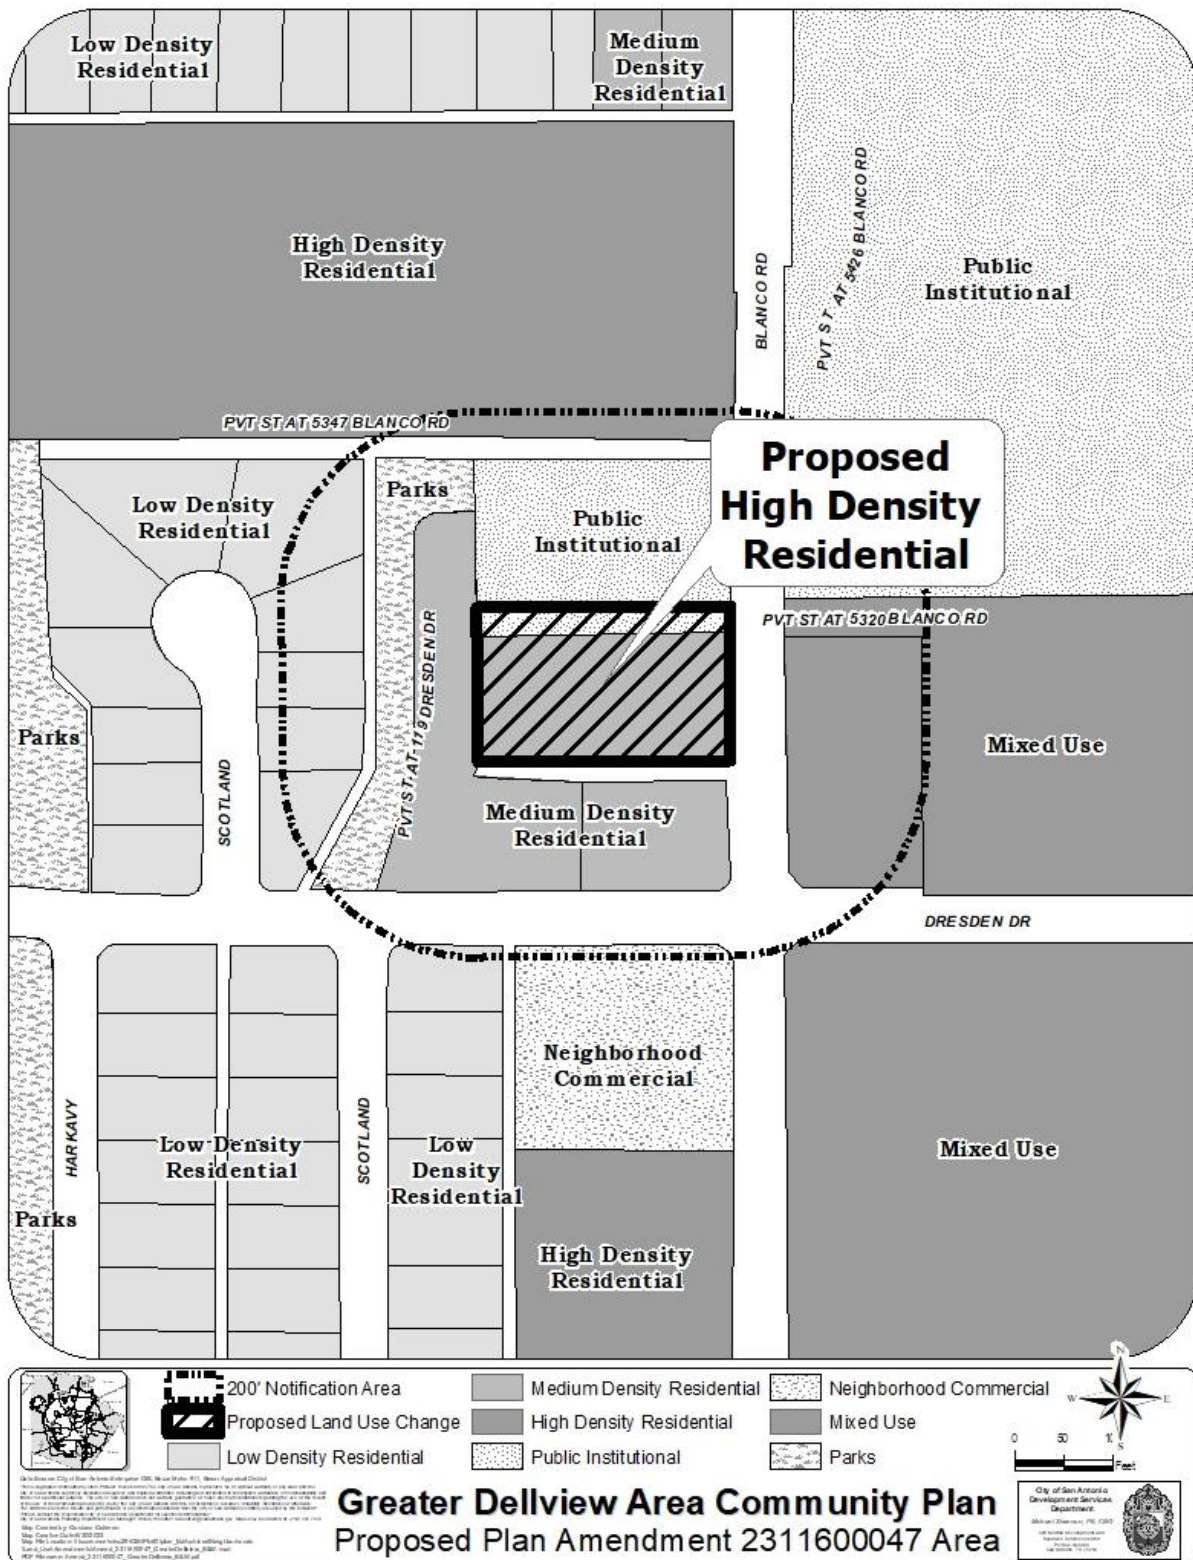 Low Density
Residential
Medium
Density
Residential
High Density
Residential
BLANCO RD
PVT ST AT 5426 BLANCO RD
Public
Institutional
PVT ST AT 5347 BLANCO RD
Proposed
High Density
Residential
Parks
Low Density
Residential
Public
Institutional
PVT ST AT 5320 BLANCO RD
PVT ST AT 119 DRESDEN DR
Parks
Mixed Use
SCOTLAND
Medium Density
Residential
DRESDEN DR
Neighborhood
Commercial
HARKAVY
Low Density
Residential
SCOTLAND
Low
Density
Residential
Mixed Use
Parks
High Density
Residential
200' Notification Area
Proposed Land Use Change
Low Density Residential
Medium Density Residential
High Density Residential
Public Institutional
Neighborhood Commercial
Mixed Use
Parks
N
W E
S
0 50
Feet
Greater Dellview Area Community Plan
Proposed Plan Amendment 2311600047 Area
City of San Antonio
Development Services
Department